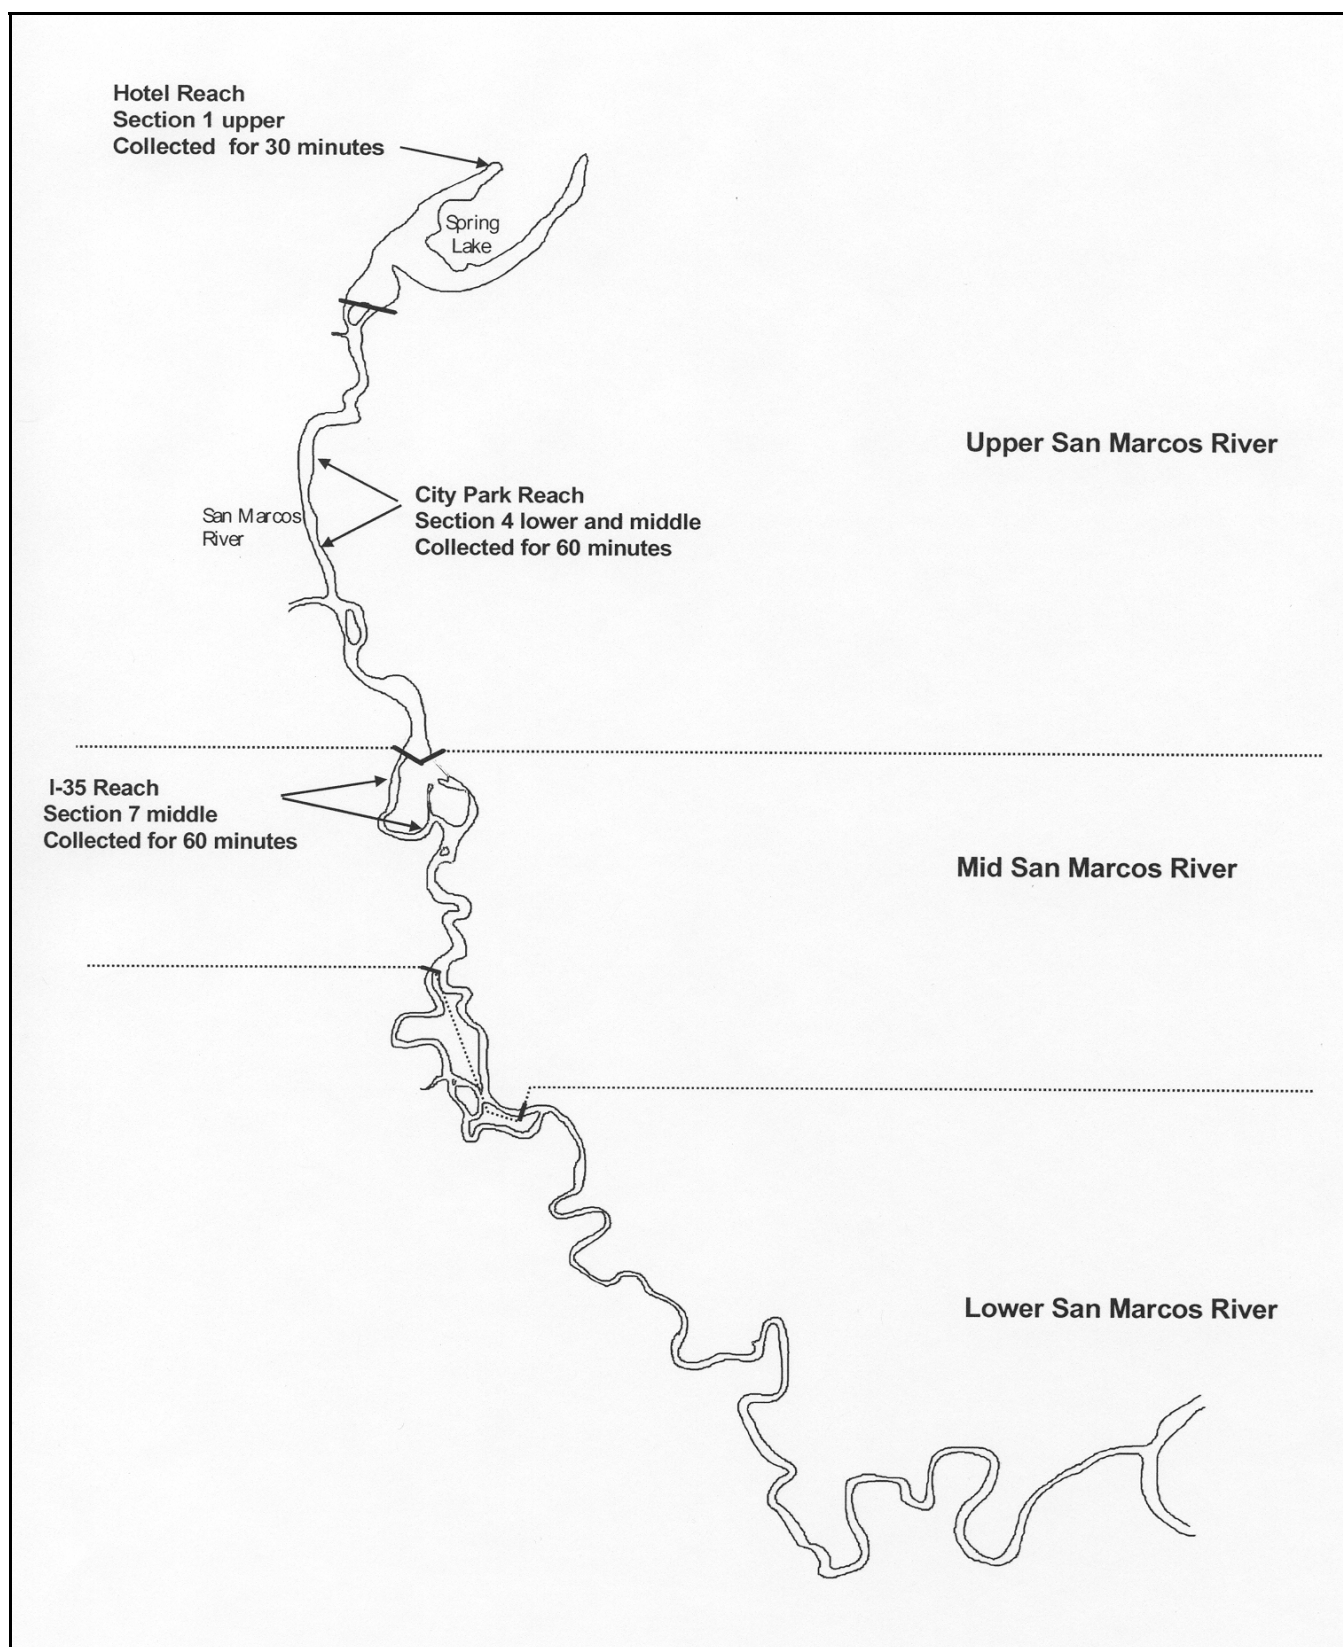 Hotel Reach
Section 1 upper
Collected for 30 minutes
Spring
Lake
Upper San Marcos River
City Park Reach
Section 4 lower and middle
Collected for 60 minutes
San Marcos
River
I-35 Reach
Section 7 middle
Collected for 60 minutes
Mid San Marcos River
Lower San Marcos River